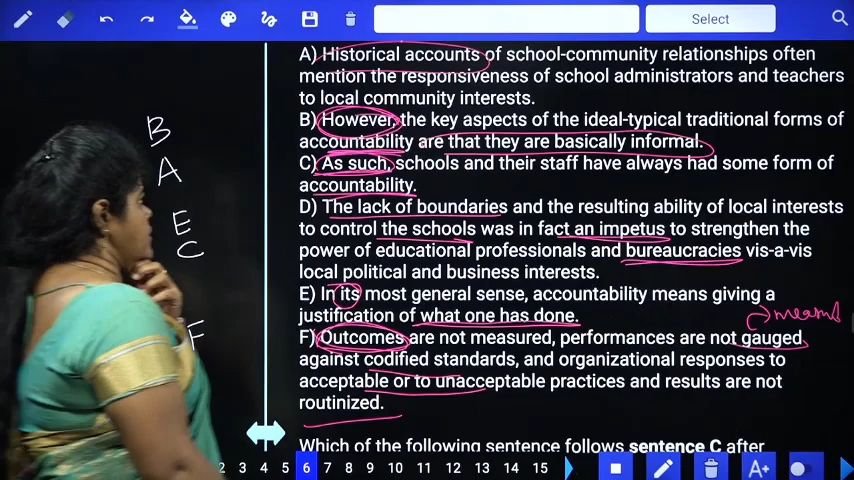 Select
B
A
E
C
F
A) Historical accounts of school-community relationships often
mention the responsiveness of school administrators and teachers
to local community interests.
B) However, the key aspects of the ideal-typical traditional forms of
accountability are that they are basically informal.
C) As such, schools and their staff have always had some form of
accountability.
D) The lack of boundaries and the resulting ability of local interests
to control the schools was in fact an impetus to strengthen the
power of educational professionals and bureaucracies vis-a-vis
local political and business interests.
E) In its most general sense, accountability means giving a
justification of what one has done.
means
F) Outcomes are not measured, performances are not gauged
against codified standards, and organizational responses to
acceptable or to unacceptable practices and results are not
routinized.
Which of the following sentence follows sentence C after
2 3 4 5 6 7 8 9 10 11 12 13 14 15
A+